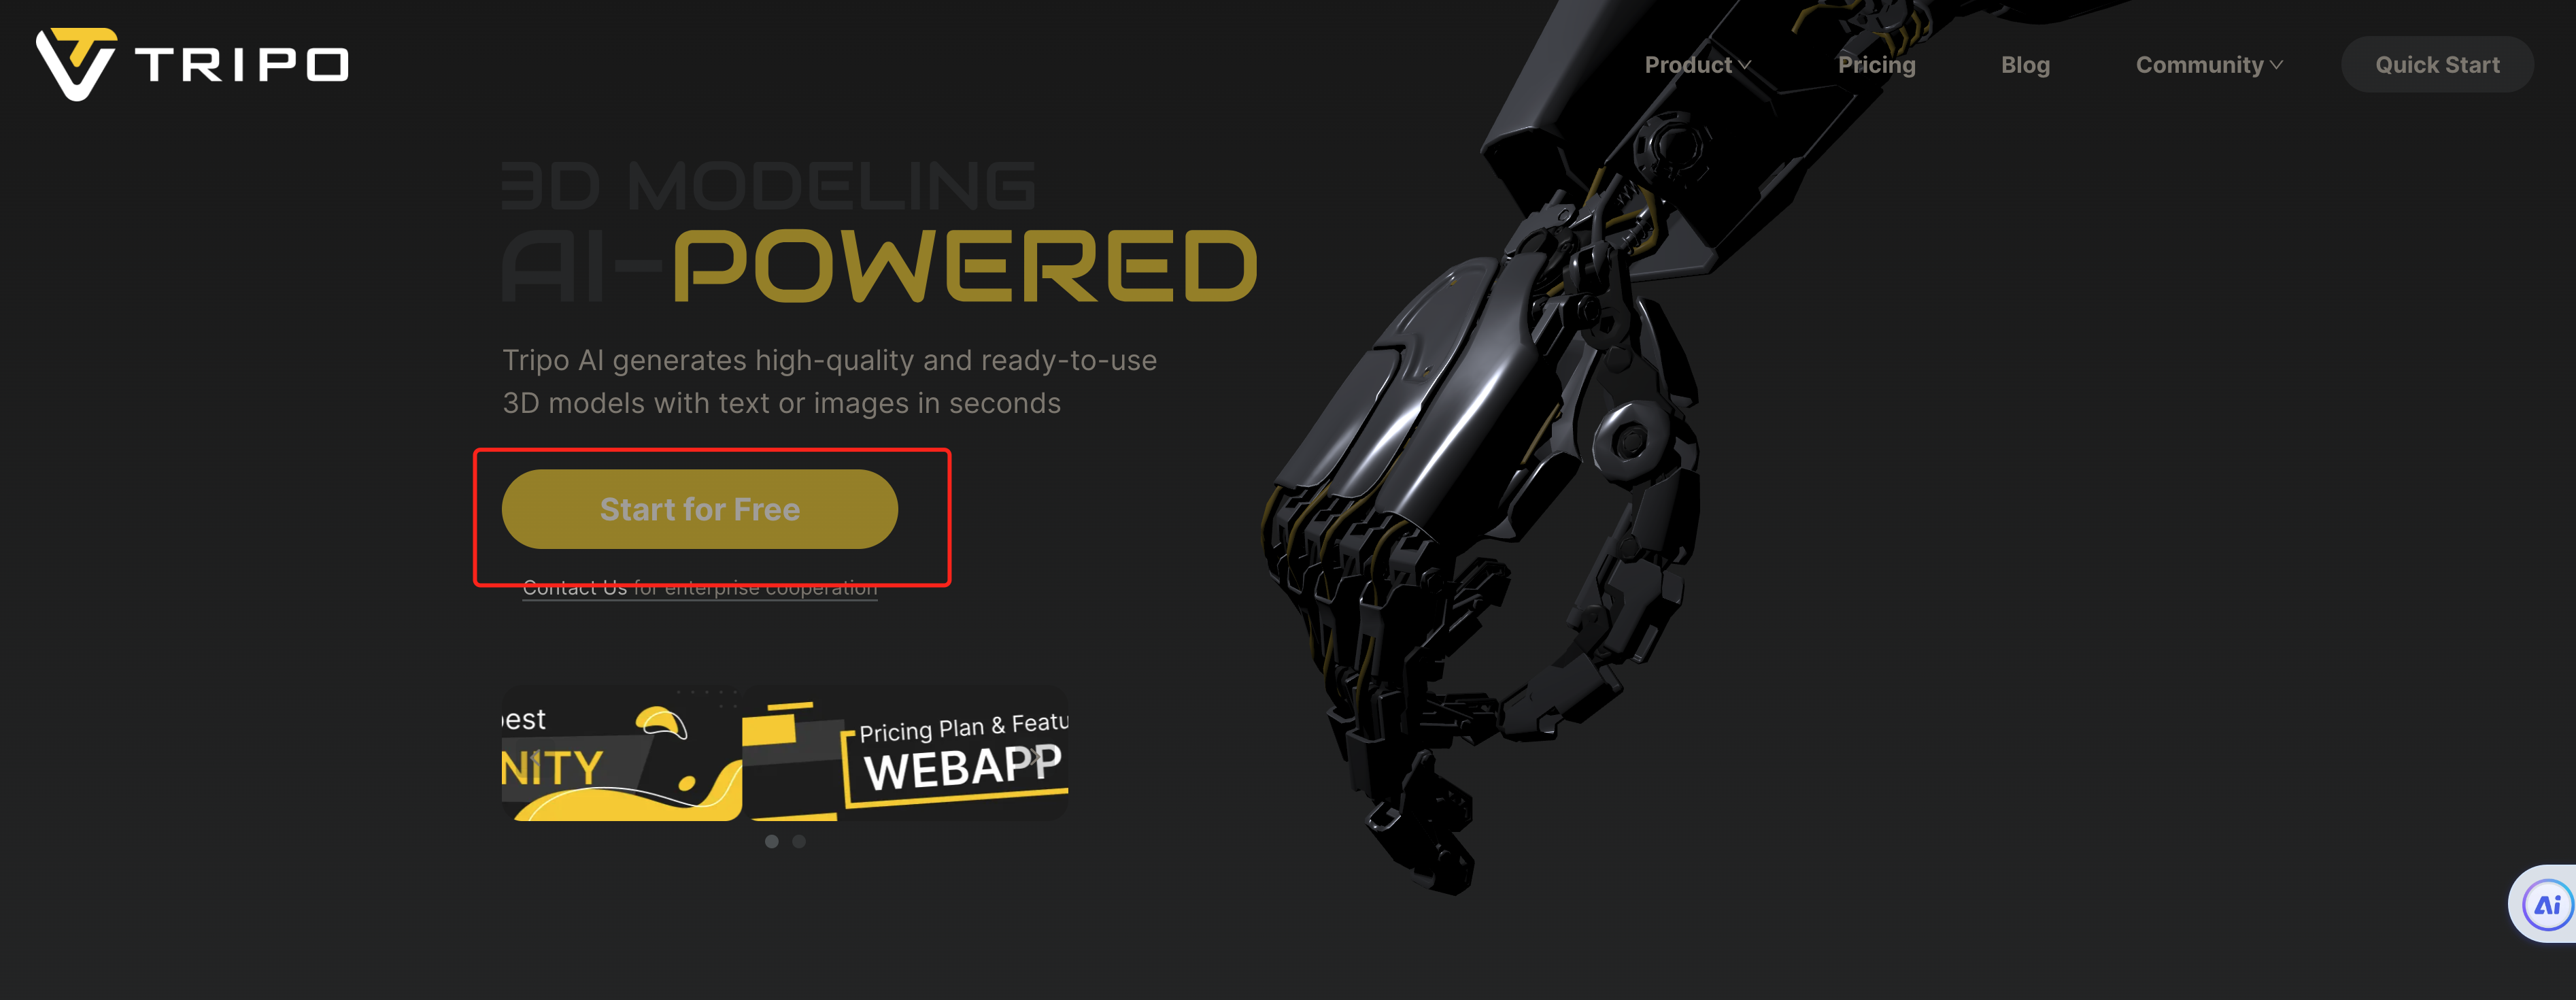 TRIPO
Product
Pricing
Blog
Community
Quick Start
3D MODELING
AI-POWERED
Tripo AI generates high-quality and ready-to-use
3D models with text or images in seconds
Start for Free
Contact Us for enterprise cooperation
est
NITY
Pricing Plan & Featu
WEBAPP
Ai